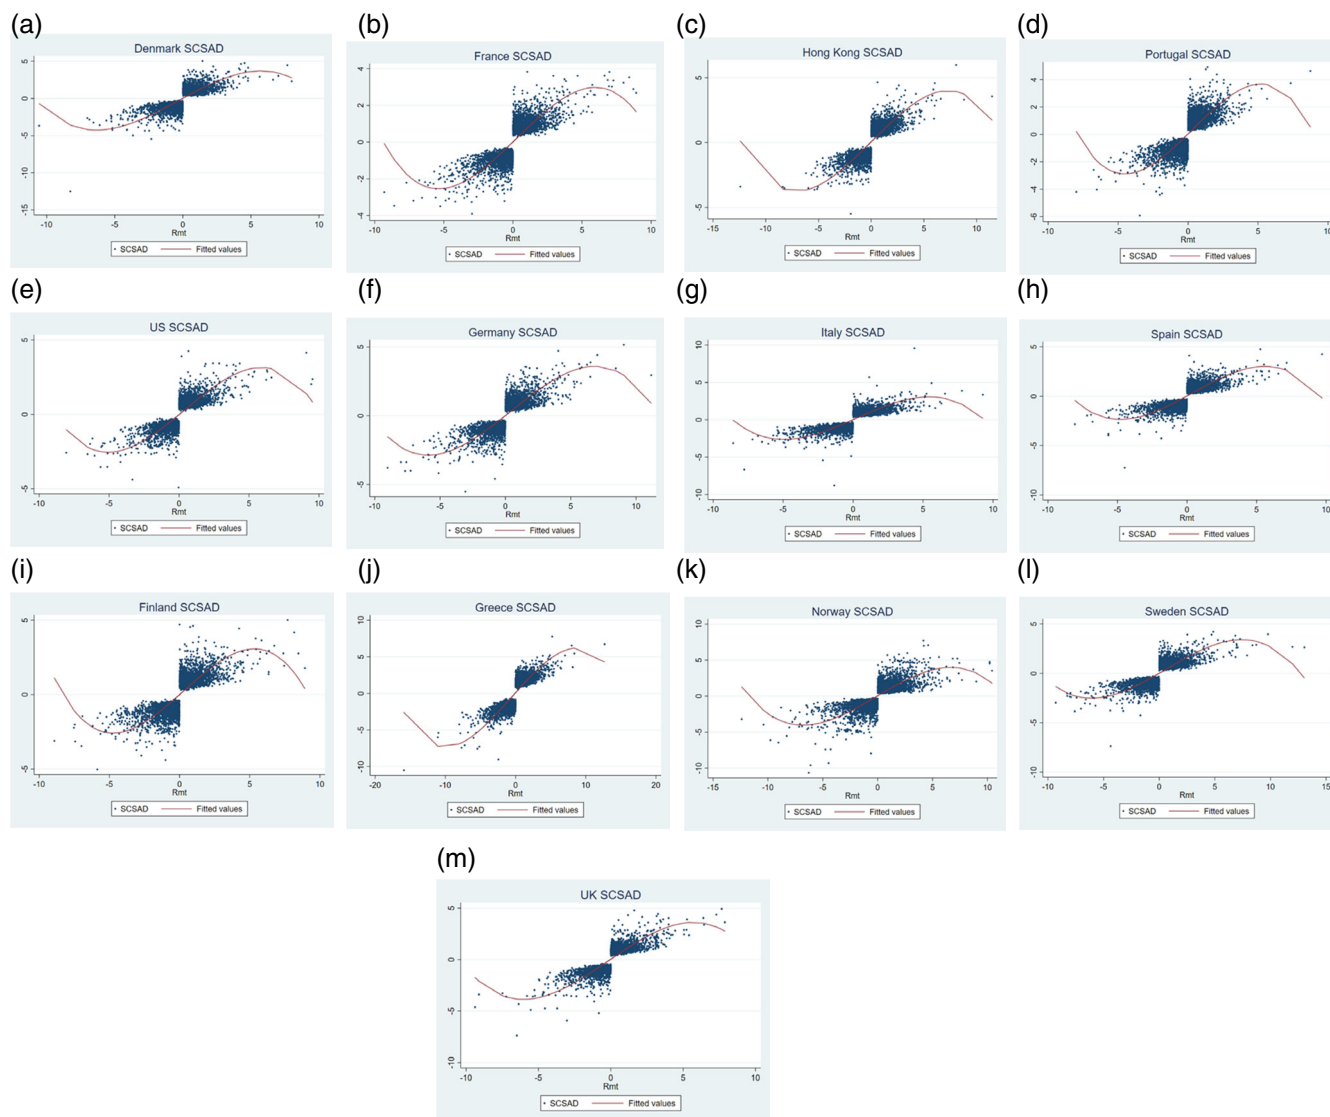 (a) (b) (c) (d)
Denmark SCSAD
5
0
-5
-10
-15
-10 -5 0 5 10
Rmt
SCSAD Fitted values
France SCSAD
4
2
0
-2
-4
-10 -5 0 5 10
Rmt
SCSAD Fitted values
Hong Kong SCSAD
5
0
-5
-15 -10 -5 0 5 10
Rmt
SCSAD Fitted values
Portugal SCSAD
4
2
0
-2
-4
-6
-10 -5 0 5 10
Rmt
SCSAD Fitted values
(e) (f) (g) (h)
US SCSAD
5
0
-5
-10 -5 0 5 10
Rmt
SCSAD Fitted values
Germany SCSAD
5
0
-5
-10 -5 0 5 10
Rmt
SCSAD Fitted values
Italy SCSAD
10
5
0
-5
-10
-10 -5 0 5 10
Rmt
SCSAD Fitted values
Spain SCSAD
5
0
-5
-10
-10 -5 0 5 10
Rmt
SCSAD Fitted values
(i) (j) (k) (l)
Finland SCSAD
5
0
-5
-10 -5 0 5 10
Rmt
SCSAD Fitted values
Greece SCSAD
10
5
0
-5
-10
-20 -10 0 10 20
Rmt
SCSAD Fitted values
Norway SCSAD
10
5
0
-5
-10
-15 -10 -5 0 5 10
Rmt
SCSAD Fitted values
Sweden SCSAD
5
0
-5
-10
-10 -5 0 5 10 15
Rmt
SCSAD Fitted values
(m)
UK SCSAD
5
0
-5
-10
-10 -5 0 5 10
Rmt
SCSAD Fitted values